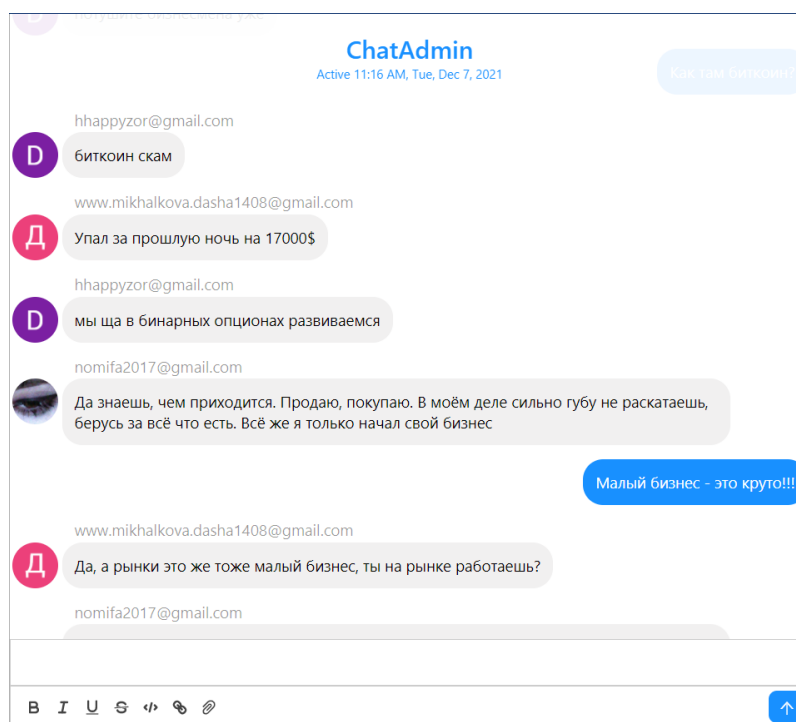 потушите бизнесмена уже
ChatAdmin
Active 11:16 AM, Tue, Dec 7, 2021
Как там биткоин?
hhappyzor@gmail.com
D
биткоин скам
www.mikhalkova.dasha1408@gmail.com
Д
Упал за прошлую ночь на 17000$
hhappyzor@gmail.com
D
мы ща в бинарных опционах развиваемся
nomifa2017@gmail.com
Да знаешь, чем приходится. Продаю, покупаю. В моём деле сильно губу не раскатаешь,
берусь за всё что есть. Всё же я только начал свой бизнес
Малый бизнес - это круто!!!
www.mikhalkova.dasha1408@gmail.com
Д
Да, а рынки это же тоже малый бизнес, ты на рынке работаешь?
nomifa2017@gmail.com
B I U S </>